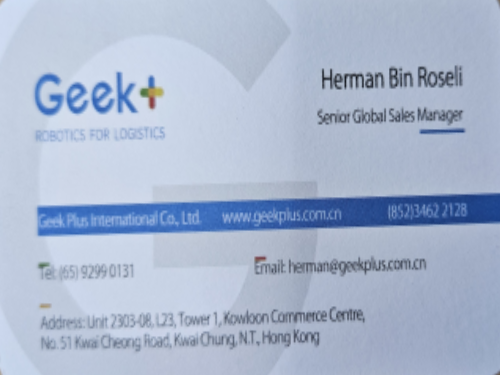 Geek+
ROBOTICS FOR LOGISTICS
Herman Bin Roseli
Senior Global Sales Manager
Geek Plus International Co., Ltd. www.geekplus.com.cn (852)3462 2128
Tel: (65) 9299 0131 Email: herman@geekplus.com.cn
Address: Unit 2303-08, L23, Tower 1, Kowloon Commerce Centre,
No. 51 Kwai Cheong Road, Kwai Chung, N.T., Hong Kong